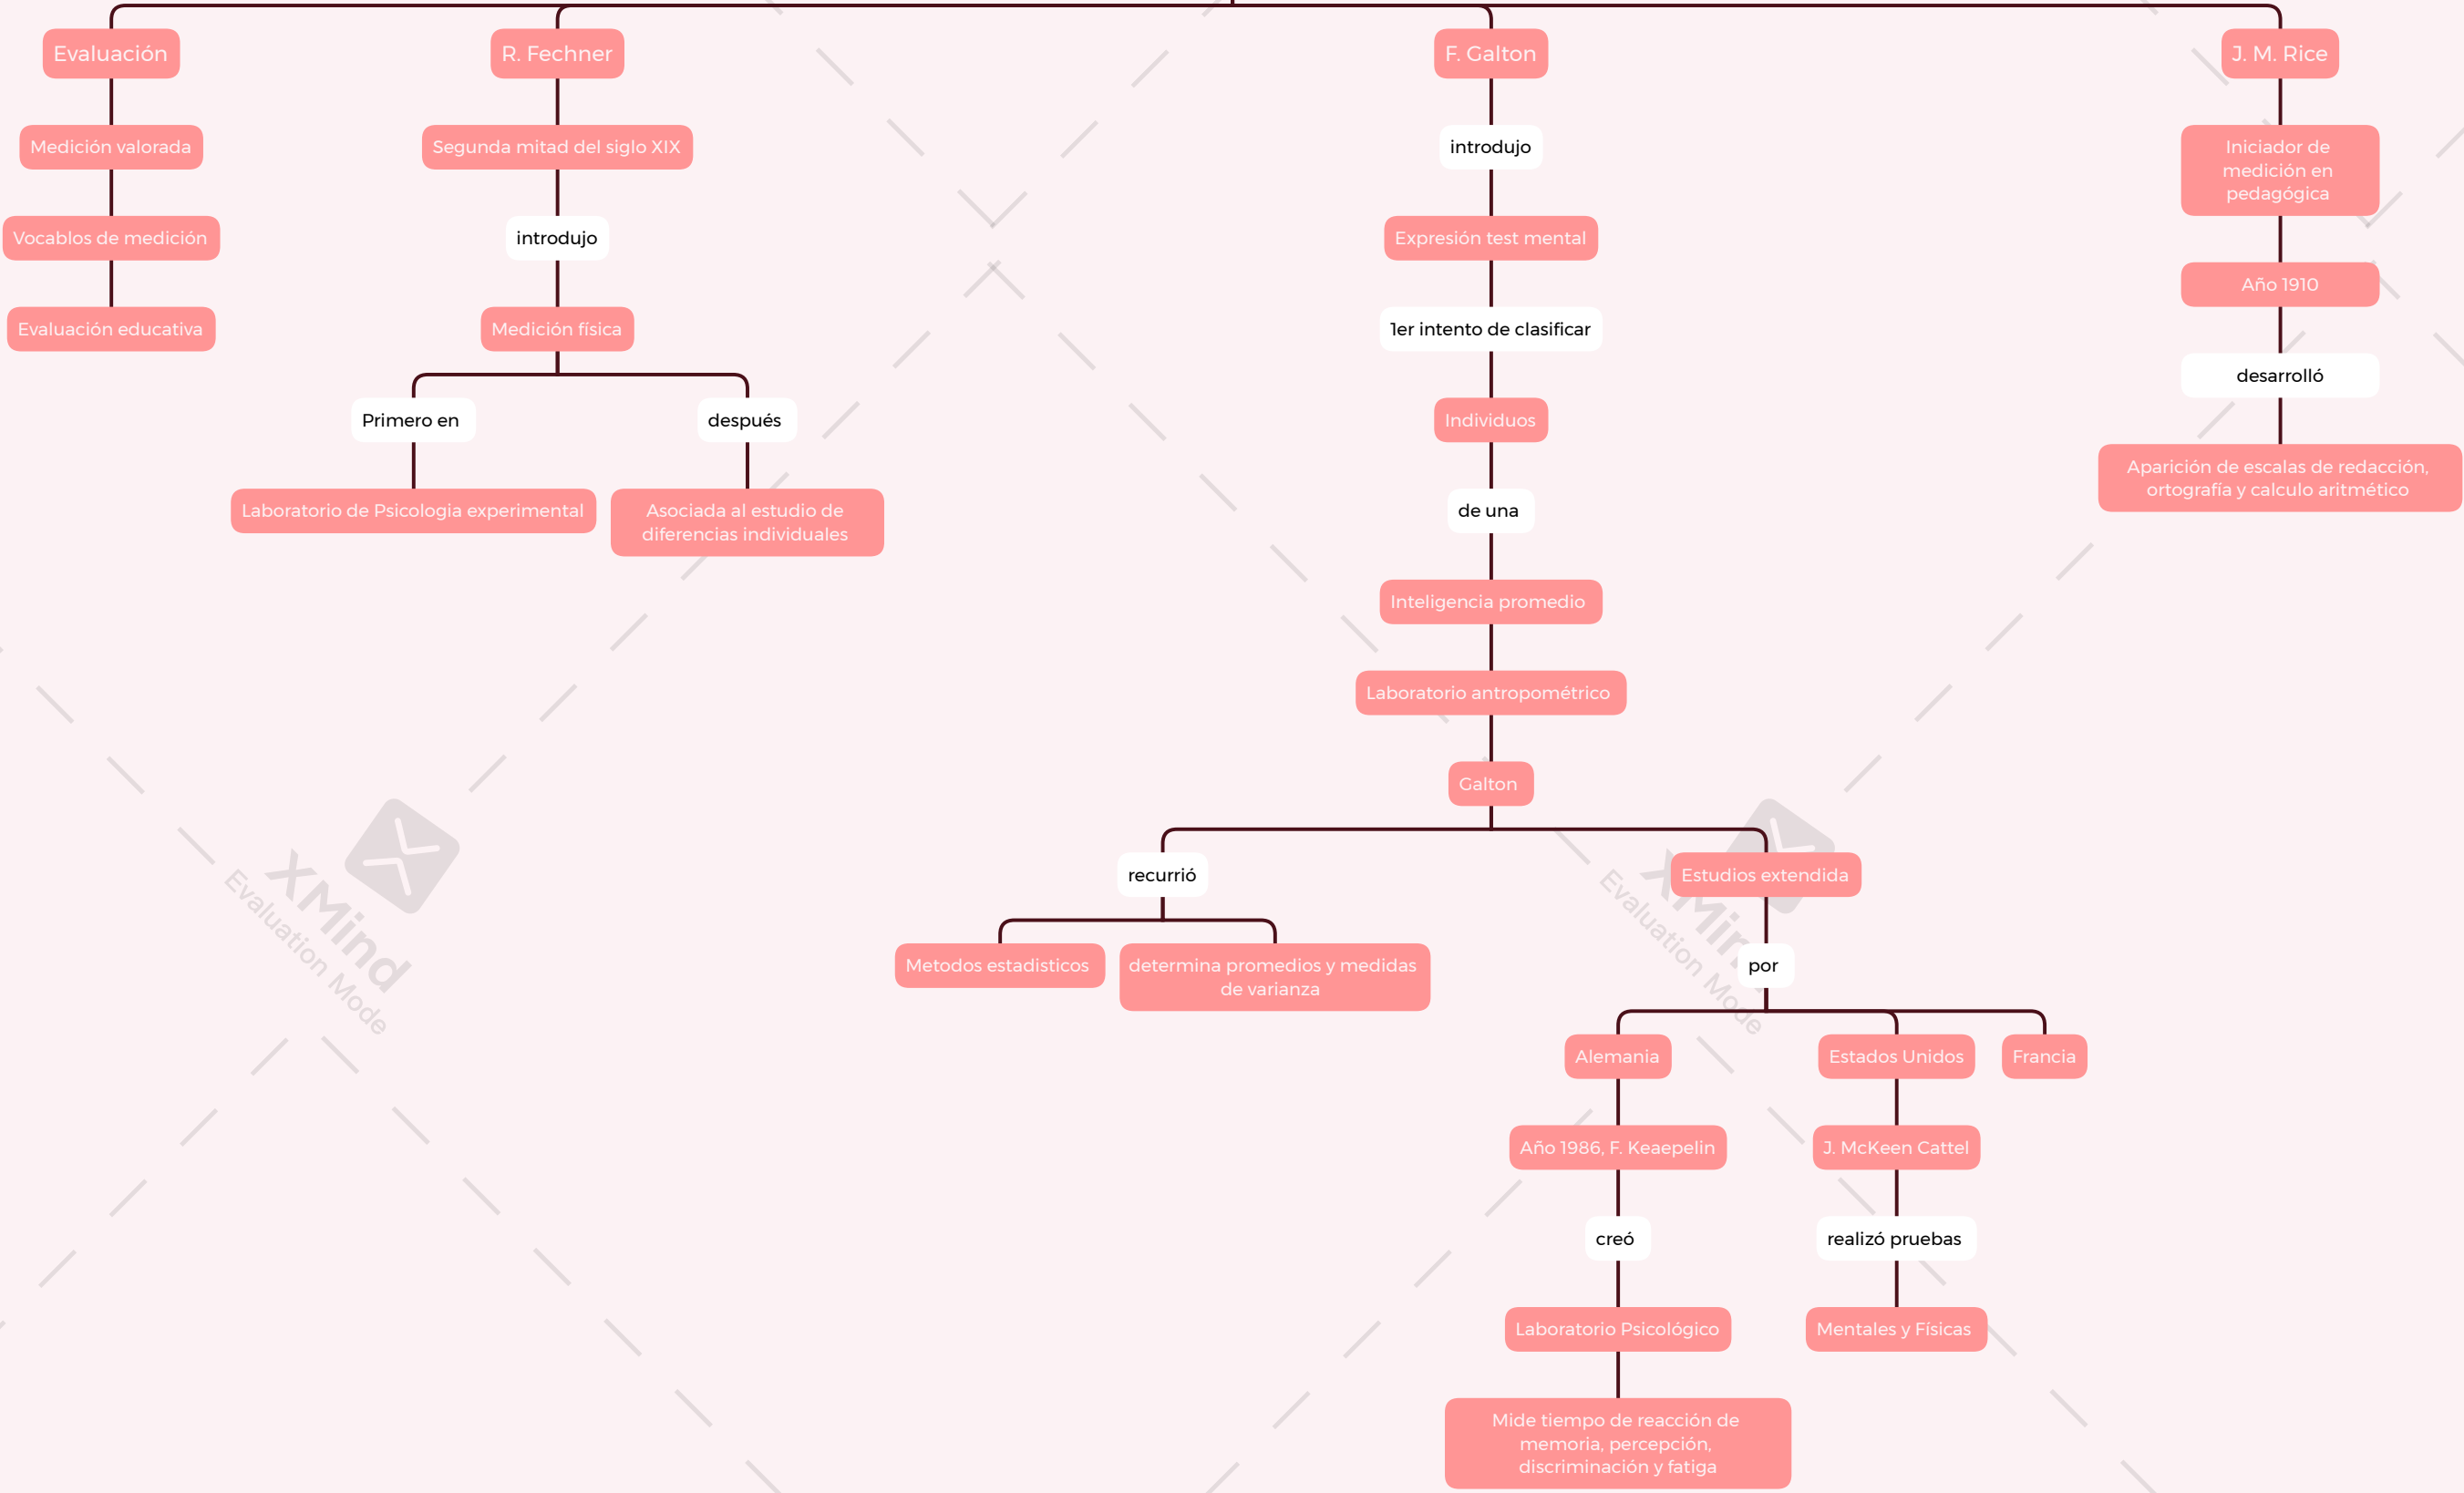 Evaluación
Medición valorada
Vocablos de medición
Evaluación educativa
R. Fechner
Segunda mitad del siglo XIX
introdujo
Medición física
Primero en
Laboratorio de Psicologia experimental
después
Asociada al estudio de
diferencias individuales
F. Galton
introdujo
Expresión test mental
1er intento de clasificar
Individuos
de una
Inteligencia promedio
Laboratorio antropométrico
Galton
recurrió
Metodos estadisticos
determina promedios y medidas
de varianza
Estudios extendida
por
Alemania
Año 1986, F. Keaepelin
creó
Laboratorio Psicológico
Mide tiempo de reacción de
memoria, percepción,
discriminación y fatiga
Estados Unidos
J. McKeen Cattel
realizó pruebas
Mentales y Físicas
Francia
J. M. Rice
Iniciador de
medición en
pedagógica
Año 1910
desarrolló
Aparición de escalas de redacción,
ortografía y calculo aritmético
XMind
Evaluation Mode
XMind
Evaluation Mode